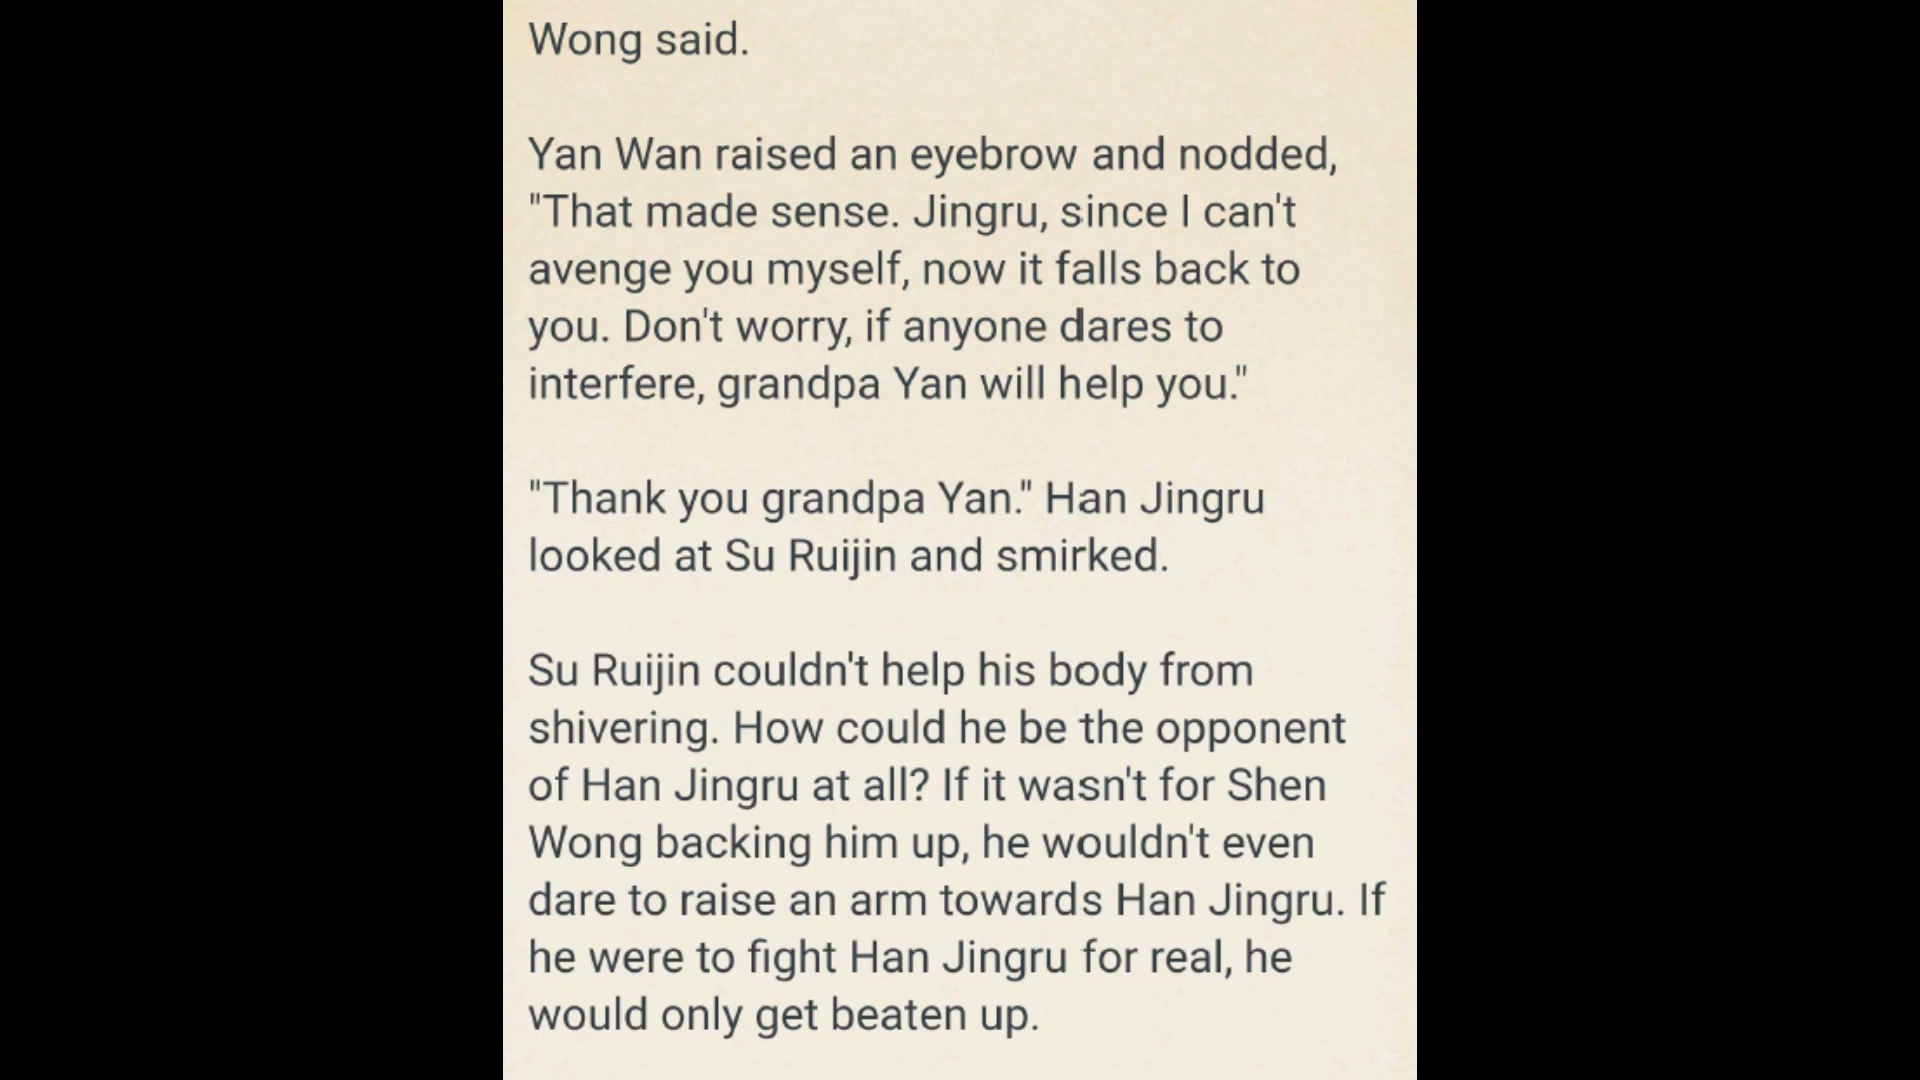 Wong said.
Yan Wan raised an eyebrow and nodded,
"That made sense. Jingru, since I can't
avenge you myself, now it falls back to
you. Don't worry, if anyone dares to
interfere, grandpa Yan will help you."
"Thank you grandpa Yan." Han Jingru
looked at Su Ruijin and smirked.
Su Ruijin couldn't help his body from
shivering. How could he be the opponent
of Han Jingru at all? If it wasn't for Shen
Wong backing him up, he wouldn't even
dare to raise an arm towards Han Jingru. If
he were to fight Han Jingru for real, he
would only get beaten up.